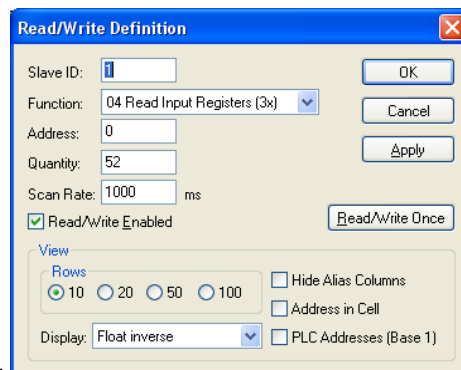 Read/Write Definition
Slave ID: 1
OK
Function: 04 Read Input Registers (3x)
Cancel
Address: 0
Apply
Quantity: 52
Scan Rate: 1000 ms
Read/Write Enabled
Read/Write Once
View
Rows
10 20 50 100
Hide Alias Columns
Address in Cell
Display: Float inverse
PLC Addresses (Base 1)